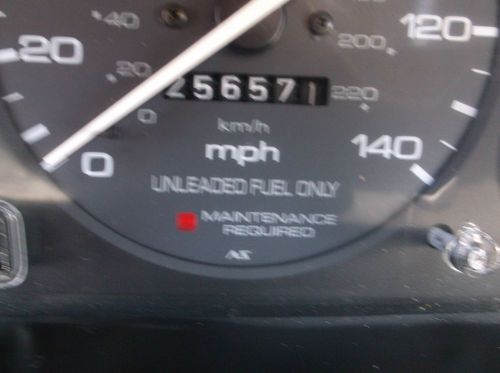 40
120
20
200
20
256571
220
0
km/h
0
mph
140
UNLEADED FUEL ONLY
MAINTENANCE
REQUIRED